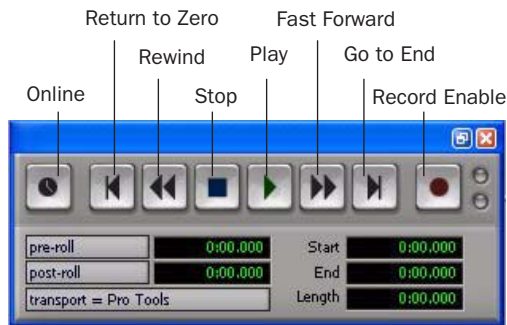 Return to Zero Fast Forward
Rewind Play Go to End
Online Stop Record Enable
pre-roll 0:00.000 Start 0:00.000
post-roll 0:00.000 End 0:00.000
transport = Pro Tools Length 0:00.000